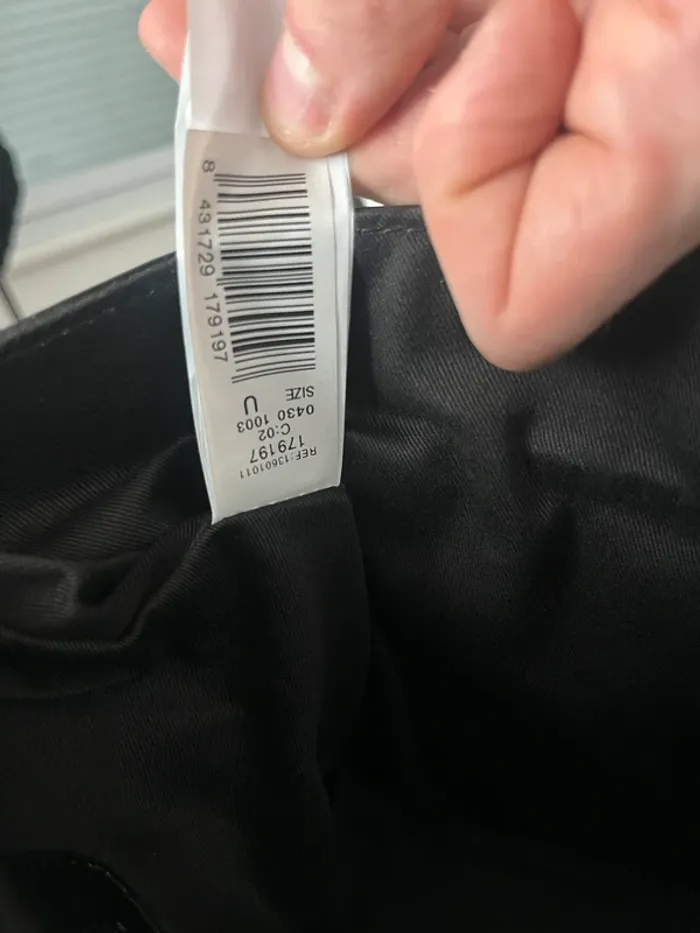 REF:13601011
179197
C:02
0430 1003
SIZE U
8 431729 179197